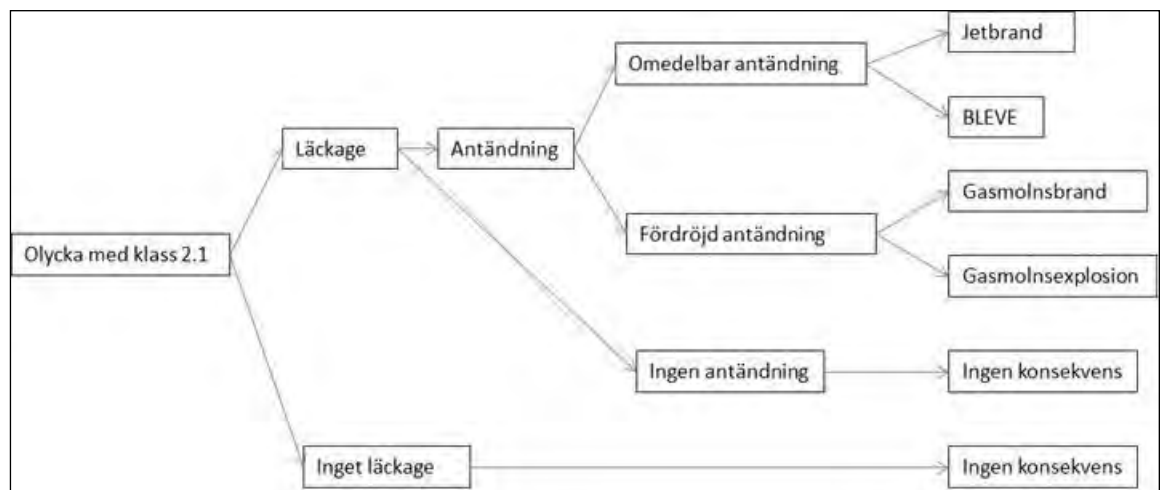 Jetbrand
Omedelbar antändning
BLEVE
Läckage
Antändning
Gasmolnsbrand
Fördröjd antändning
Olycka med klass 2.1
Gasmolnsexplosion
Ingen antändning
Ingen konsekvens
Inget läckage
Ingen konsekvens